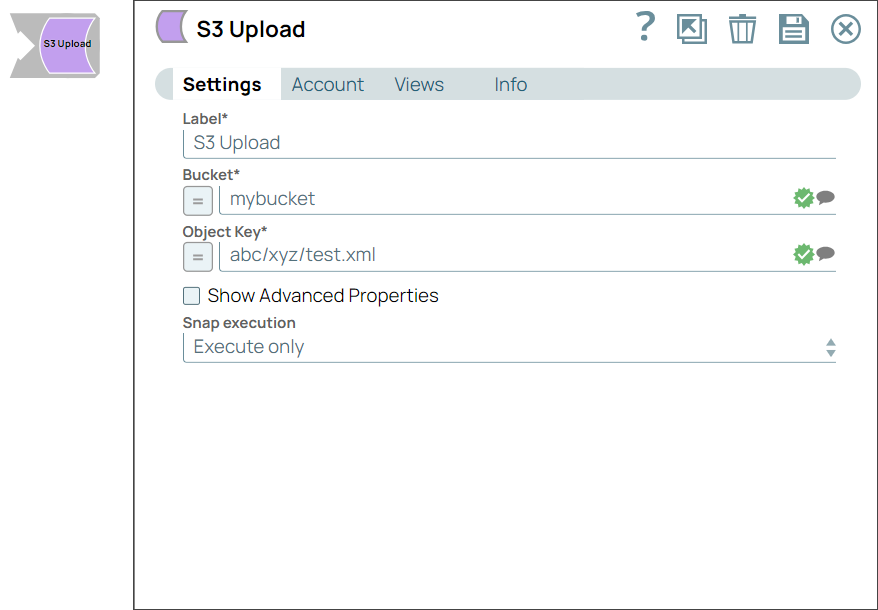 S3 Upload
S3 Upload
?
Settings Account Views Info
Label*
S3 Upload
Bucket*
= mybucket
Object Key*
= abc/xyz/test.xml
Show Advanced Properties
Snap execution
Execute only